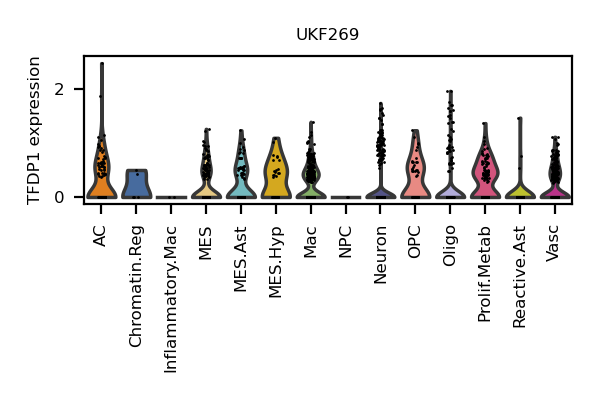 UKF269
TFDP1 expression
2
0
AC
Chromatin.Reg
Inflammatory.Mac
MES
MES.Ast
MES.Hyp
Mac
NPC
Neuron
OPC
Oligo
Prolif.Metab
Reactive.Ast
Vasc